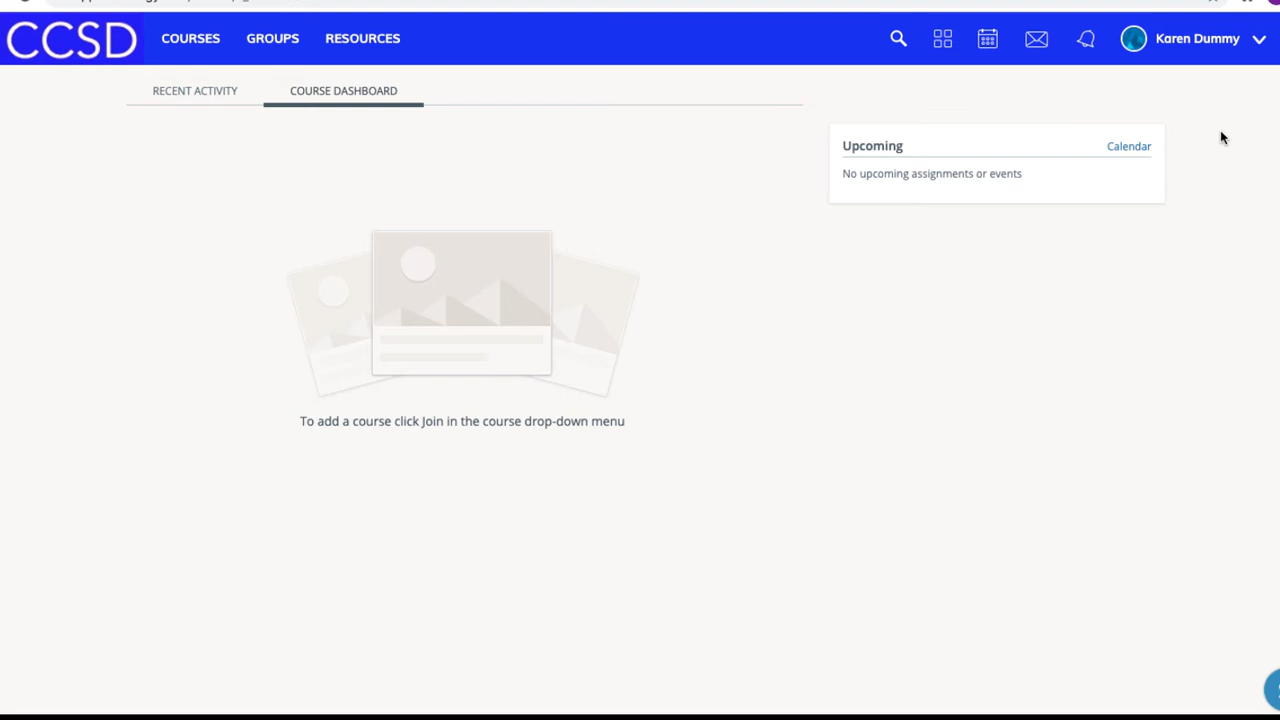 CCSD
COURSES
GROUPS
RESOURCES
Karen Dummy
RECENT ACTIVITY
COURSE DASHBOARD
Upcoming
Calendar
No upcoming assignments or events
To add a course click Join in the course drop-down menu